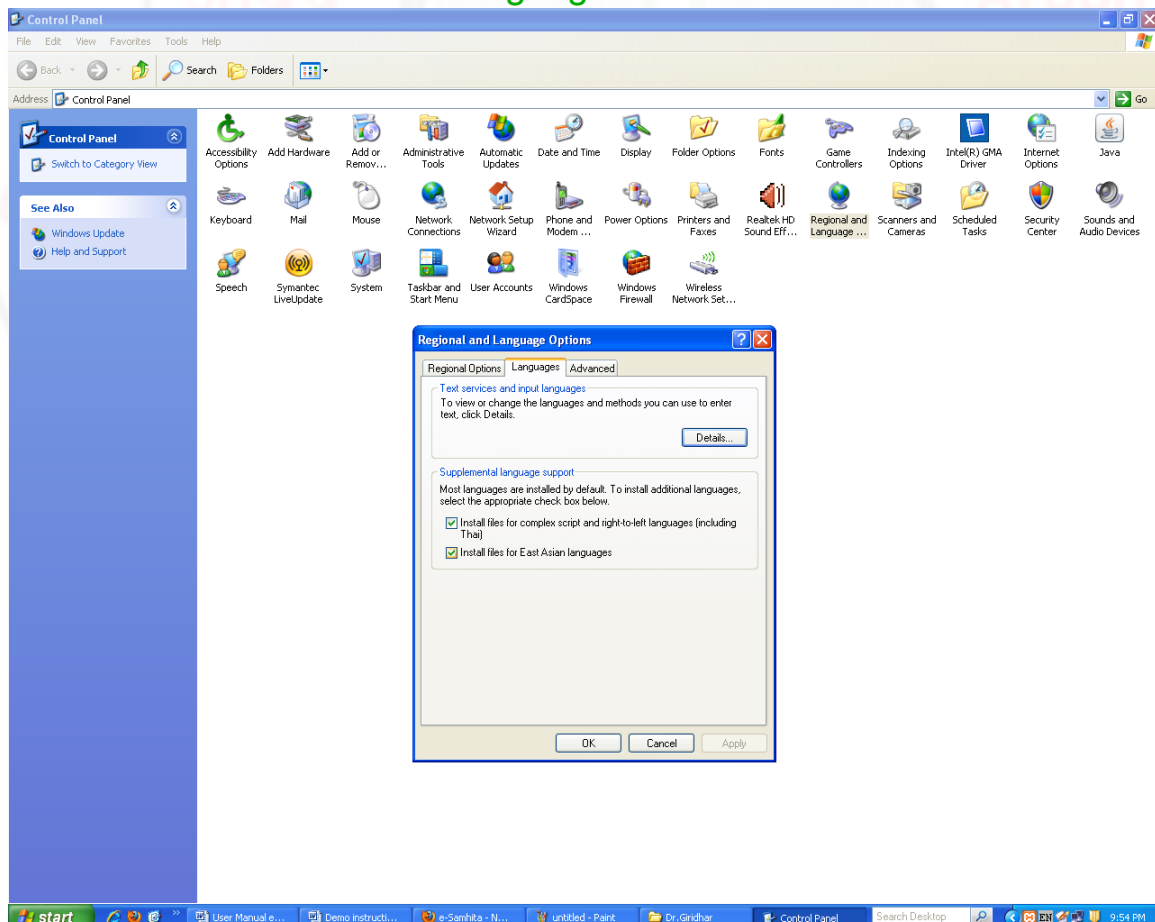 Control Panel
File Edit View Favorites Tools Help
Back Search Folders
Address Control Panel Go
Control Panel
Switch to Category View
See Also
Windows Update
Help and Support
Accessibility Options
Add Hardware
Add or Remov...
Administrative Tools
Automatic Updates
Date and Time
Display
Folder Options
Fonts
Game Controllers
Indexing Options
Intel(R) GMA Driver
Internet Options
Java
Keyboard
Mail
Mouse
Network Connections
Network Setup Wizard
Phone and Modem ...
Power Options
Printers and Faxes
Realtek HD Sound Eff...
Regional and Language ...
Scanners and Cameras
Scheduled Tasks
Security Center
Sounds and Audio Devices
Speech
Symantec LiveUpdate
System
Taskbar and Start Menu
User Accounts
Windows CardSpace
Windows Firewall
Wireless Network Set...
Regional and Language Options
Regional Options Languages Advanced
Text services and input languages
To view or change the languages and methods you can use to enter
text, click Details.
Details...
Supplemental language support
Most languages are installed by default. To install additional languages,
select the appropriate check box below.
Install files for complex script and right-to-left languages (including
Thai)
Install files for East Asian languages
OK Cancel Apply
start User Manual e... Demo instructi... e-Samhita - N... untitled - Paint Dr.Giridhar Control Panel Search Desktop EN 9:54 PM